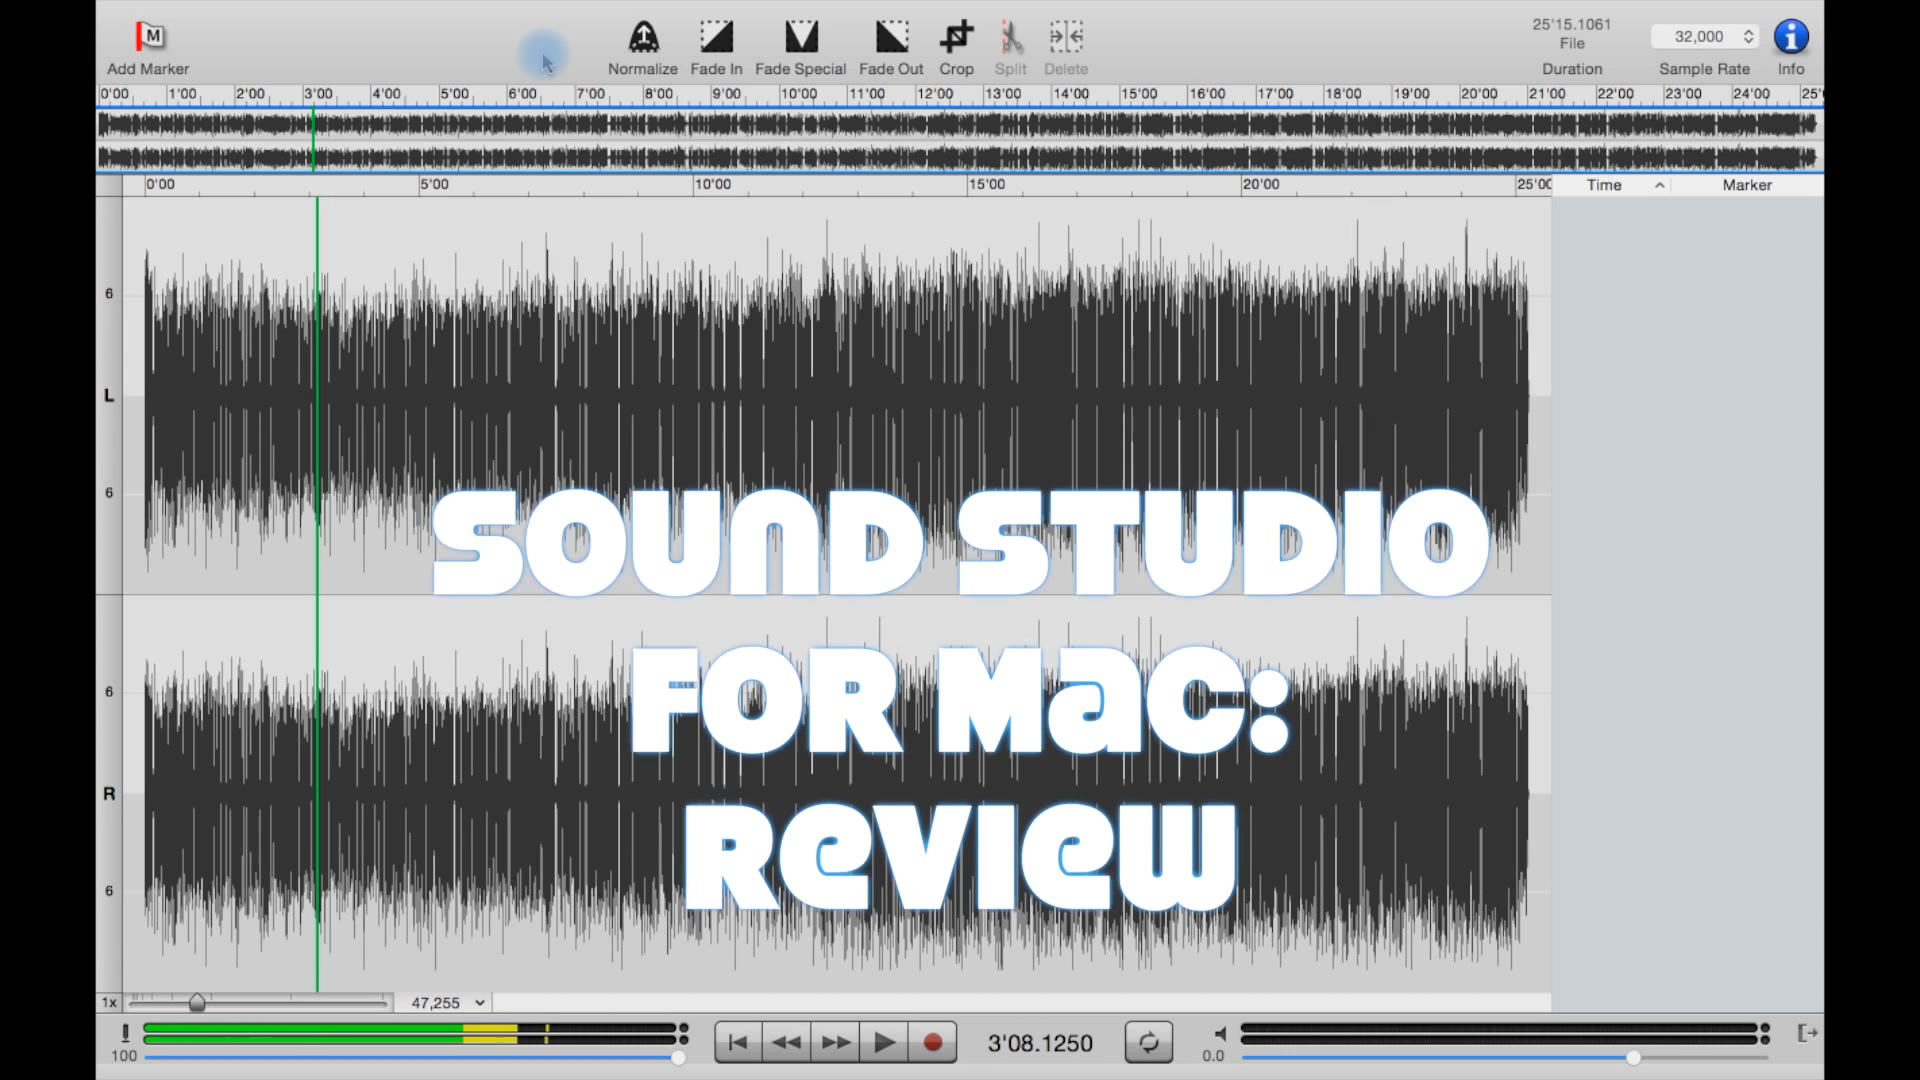 25'15.1061
File
32,000
Add Marker Normalize Fade In Fade Special Fade Out Crop Split Delete Duration Sample Rate Info
0'00 1'00 2'00 3'00 4'00 5'00 6'00 7'00 8'00 9'00 10'00 11'00 12'00 13'00 14'00 15'00 16'00 17'00 18'00 19'00 20'00 21'00 22'00 23'00 24'00 25'
0'00 5'00 10'00 15'00 20'00 25'00 Time Marker
6
L
6
SOUND STUDIO
FOR MAC:
REVIEW
6
R
6
1x 47,255
3'08.1250
100 0.0